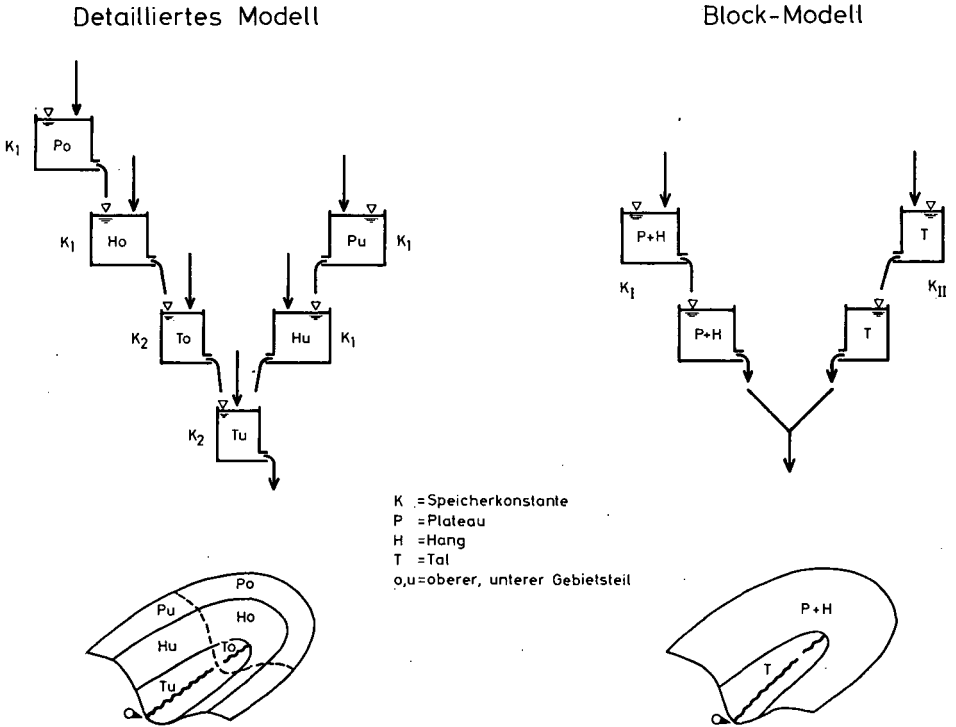 Detailliertes Modell
Block-Modell
K1
Po
K1
Ho
Pu
K1
K2
To
Hu
K1
K2
Tu
P+H
T
KI
KII
P+H
T
K =Speicherkonstante
P =Plateau
H =Hang
T =Tal
o,u=oberer, unterer Gebietsteil
Po
Pu
Ho
Hu
To
Tu
P+H
T